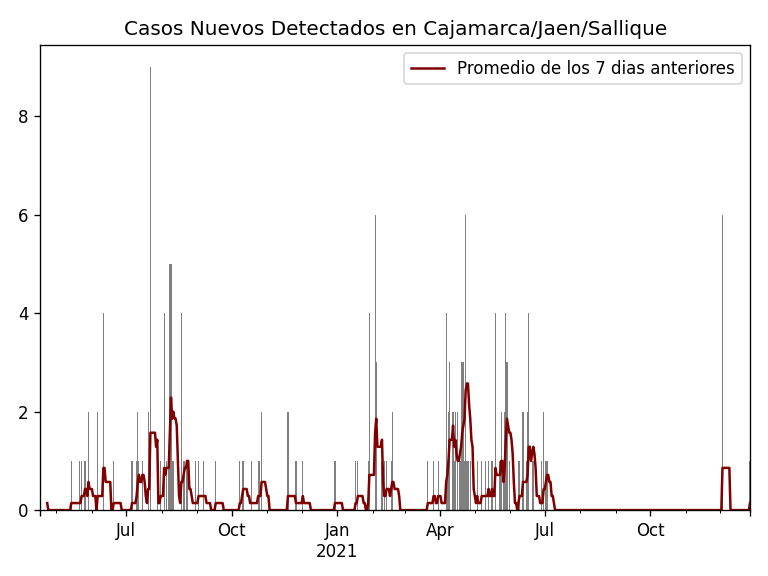 Casos Nuevos Detectados en Cajamarca/Jaen/Sallique
Promedio de los 7 dias anteriores
8
6
4
2
0
Jul
Oct
Jan
2021
Apr
Jul
Oct